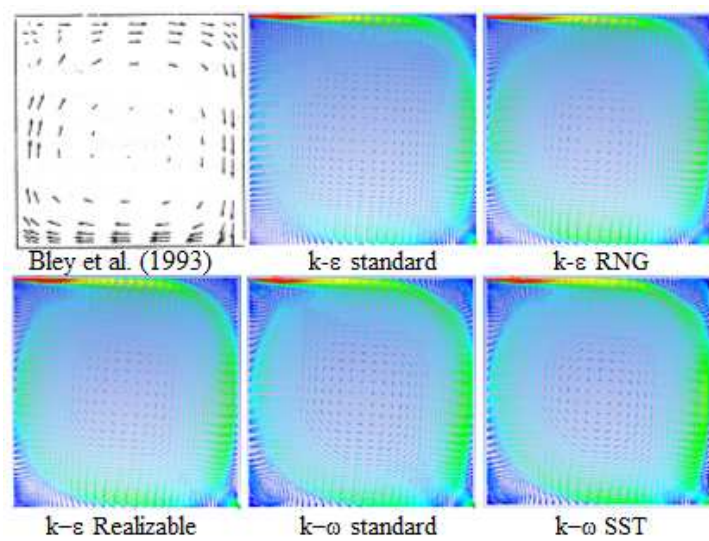 Bley et al. (1993)
k-ε standard
k-ε RNG
k−ε Realizable
k−ω standard
k−ω SST